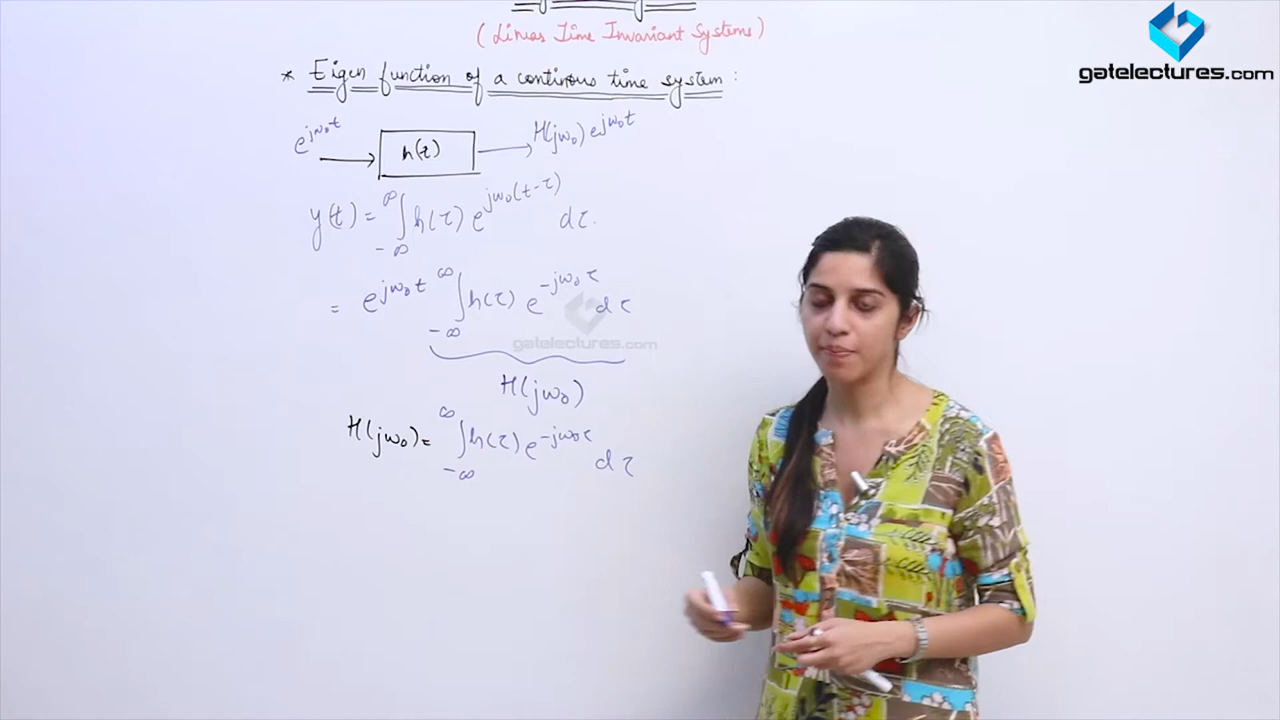 (Linear Time Invariant Systems)
gatelectures.com
* Eigen function of a continous time system :
e^{jω₀t} → h(τ) → H(jω₀) e^{jω₀t}
y(t) = ∫_{-∞}^{∞} h(τ) e^{jω₀(t-τ)} dτ.
= e^{jω₀t} ∫_{-∞}^{∞} h(τ) e^{-jω₀τ} dτ
gatelectures.com
H(jω₀)
H(jω₀) = ∫_{-∞}^{∞} h(τ) e^{-jω₀τ} dτ